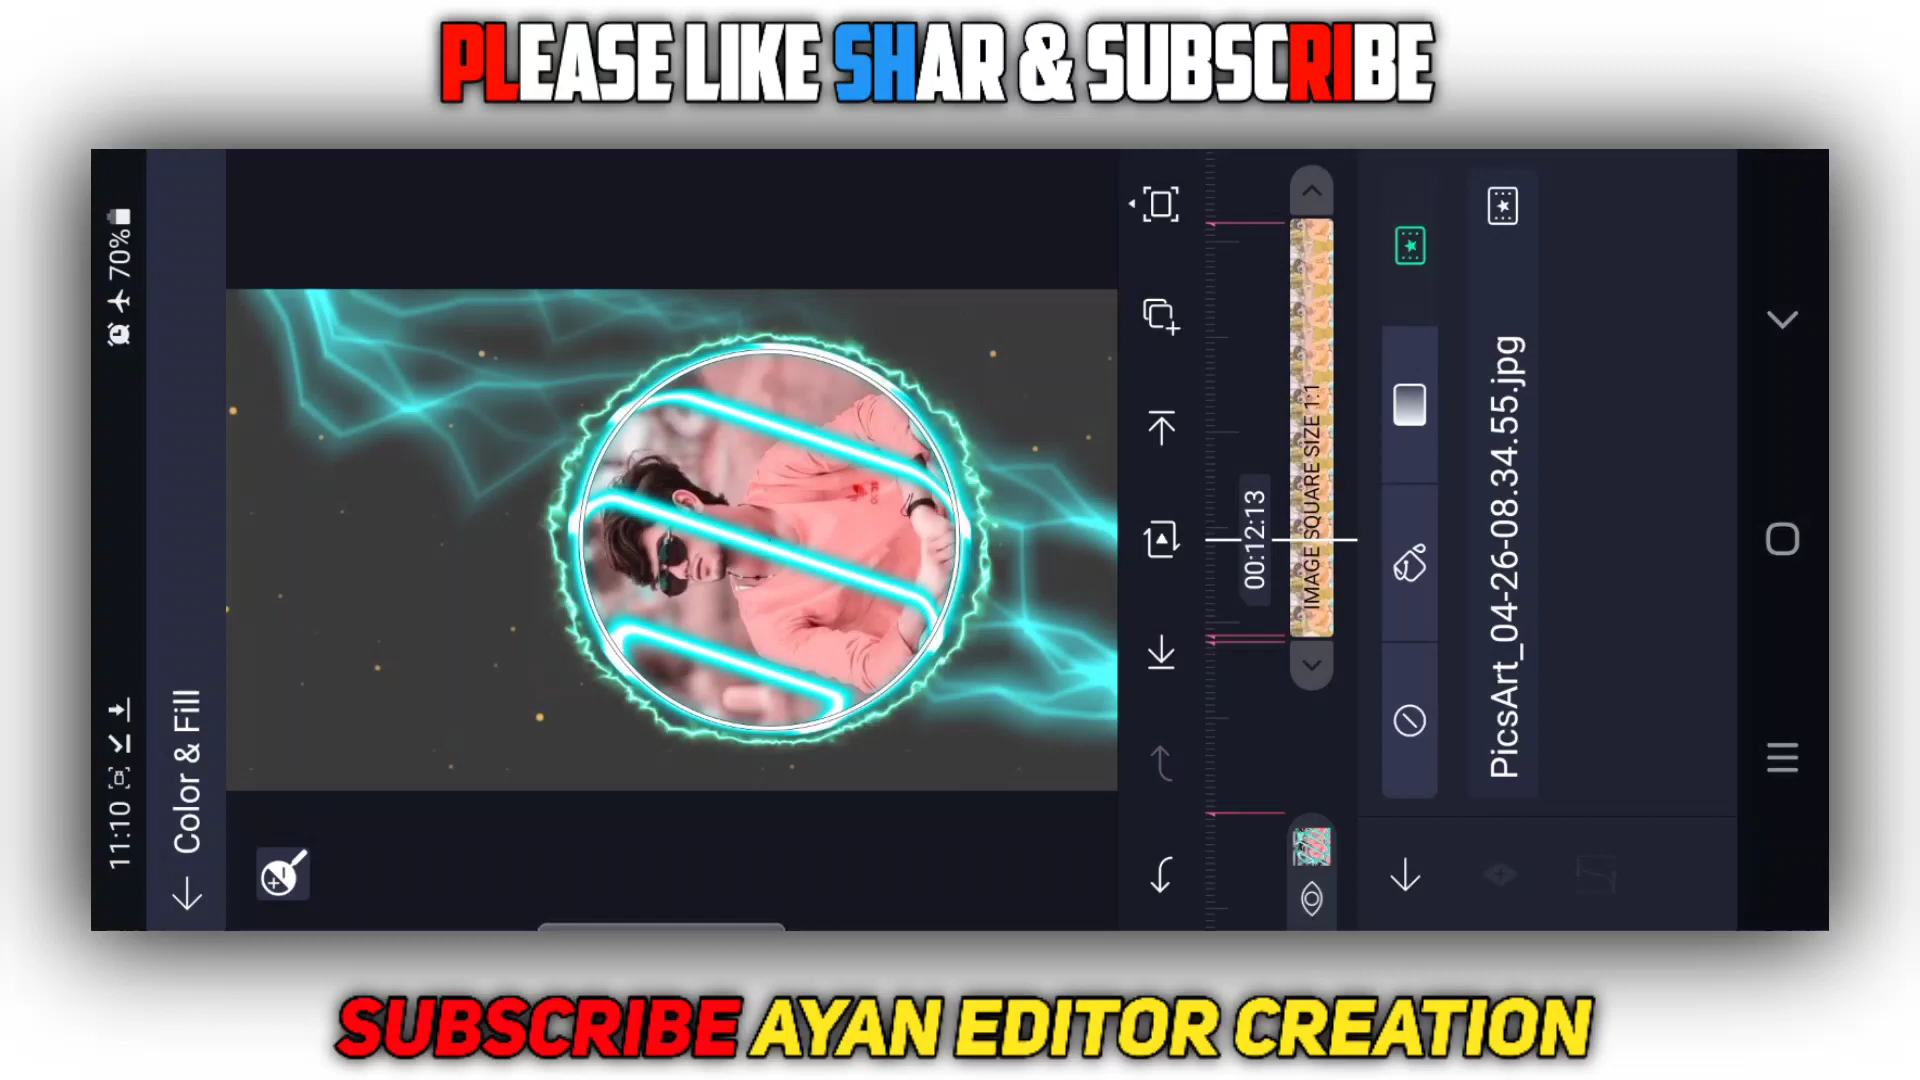 PLEASE LIKE SHAR & SUBSCRIBE
11:10
70%
Color & Fill
00:12:13
IMAGE SQUARE SIZE 1:1
PicsArt_04-26-08.34.55.jpg
SUBSCRIBE AYAN EDITOR CREATION